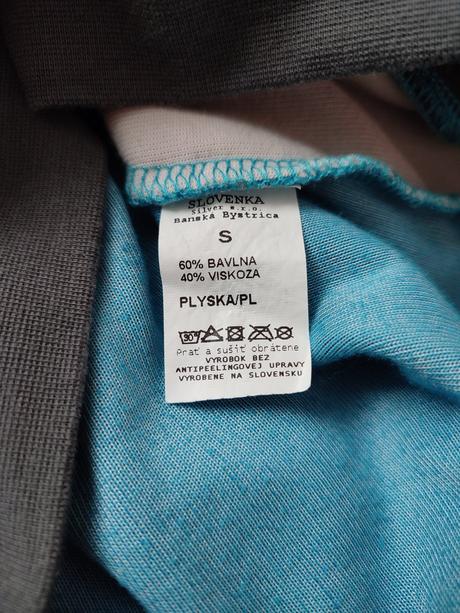 SLOVENKA
Silver s.r.o.
Banská Bystrica
S
60% BAVLNA
40% VISKOZA
PLYSKA/PL
30°
Prať a sušiť obrátene
VYROBOK BEZ
ANTIPEELINGOVEJ UPRAVY
VYROBENE NA SLOVENSKU